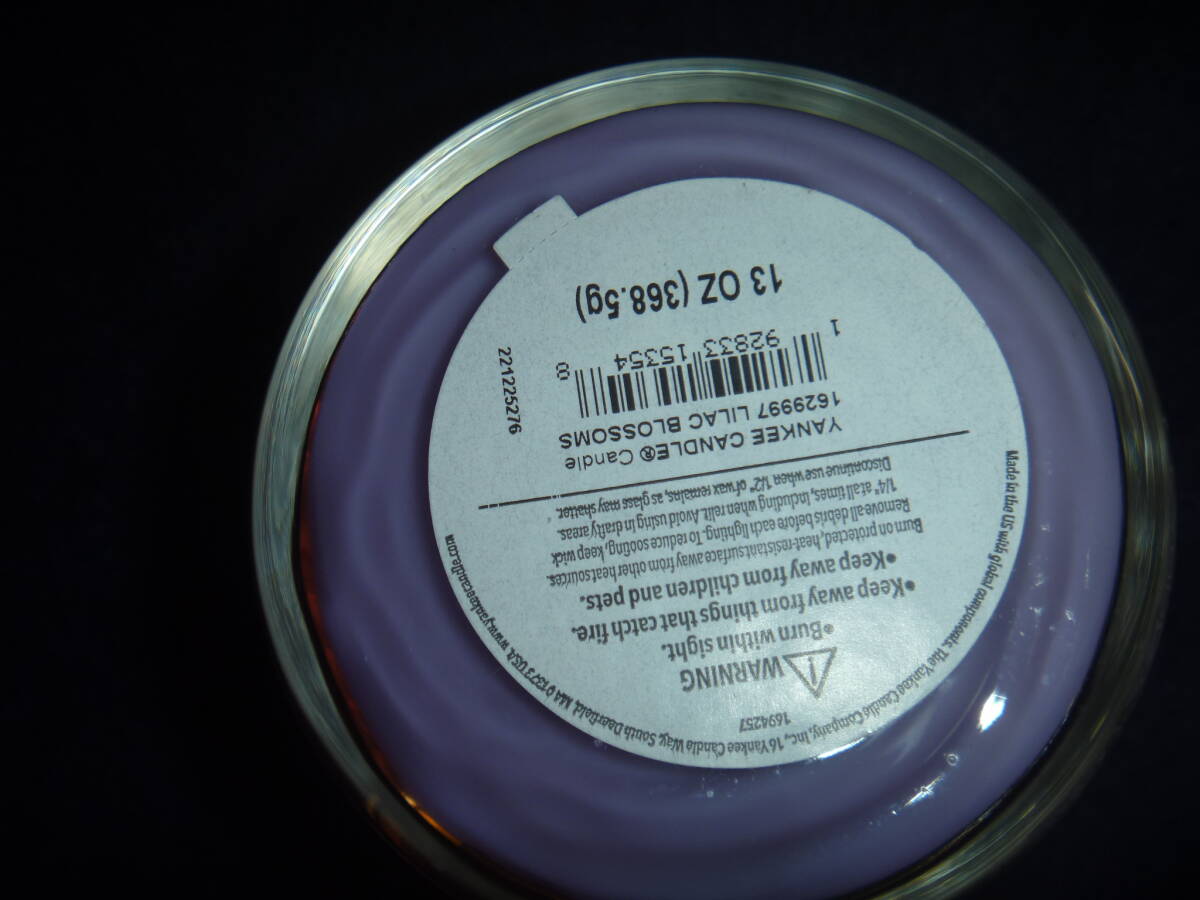 1694257
WARNING
•Burn within sight.
•Keep away from things that catch fire.
•Keep away from children and pets.
Burn on protected, heat-resistant surface away from other heat sources.
Remove all debris before each lighting. To reduce sooting, keep wick
1/4" at all times, including when relit. Avoid using in drafty areas.
Discontinue use when 1/2" of wax remains, as glass may shatter.
YANKEE CANDLE® Candle
1629997 LILAC BLOSSOMS
1 92833 15354 8
13 OZ (368.5g)
221225276
Made in the US with global components. The Yankee Candle Company, Inc., 16 Yankee Candle Way, South Deerfield, MA 01373 USA. www.yankeecandle.com